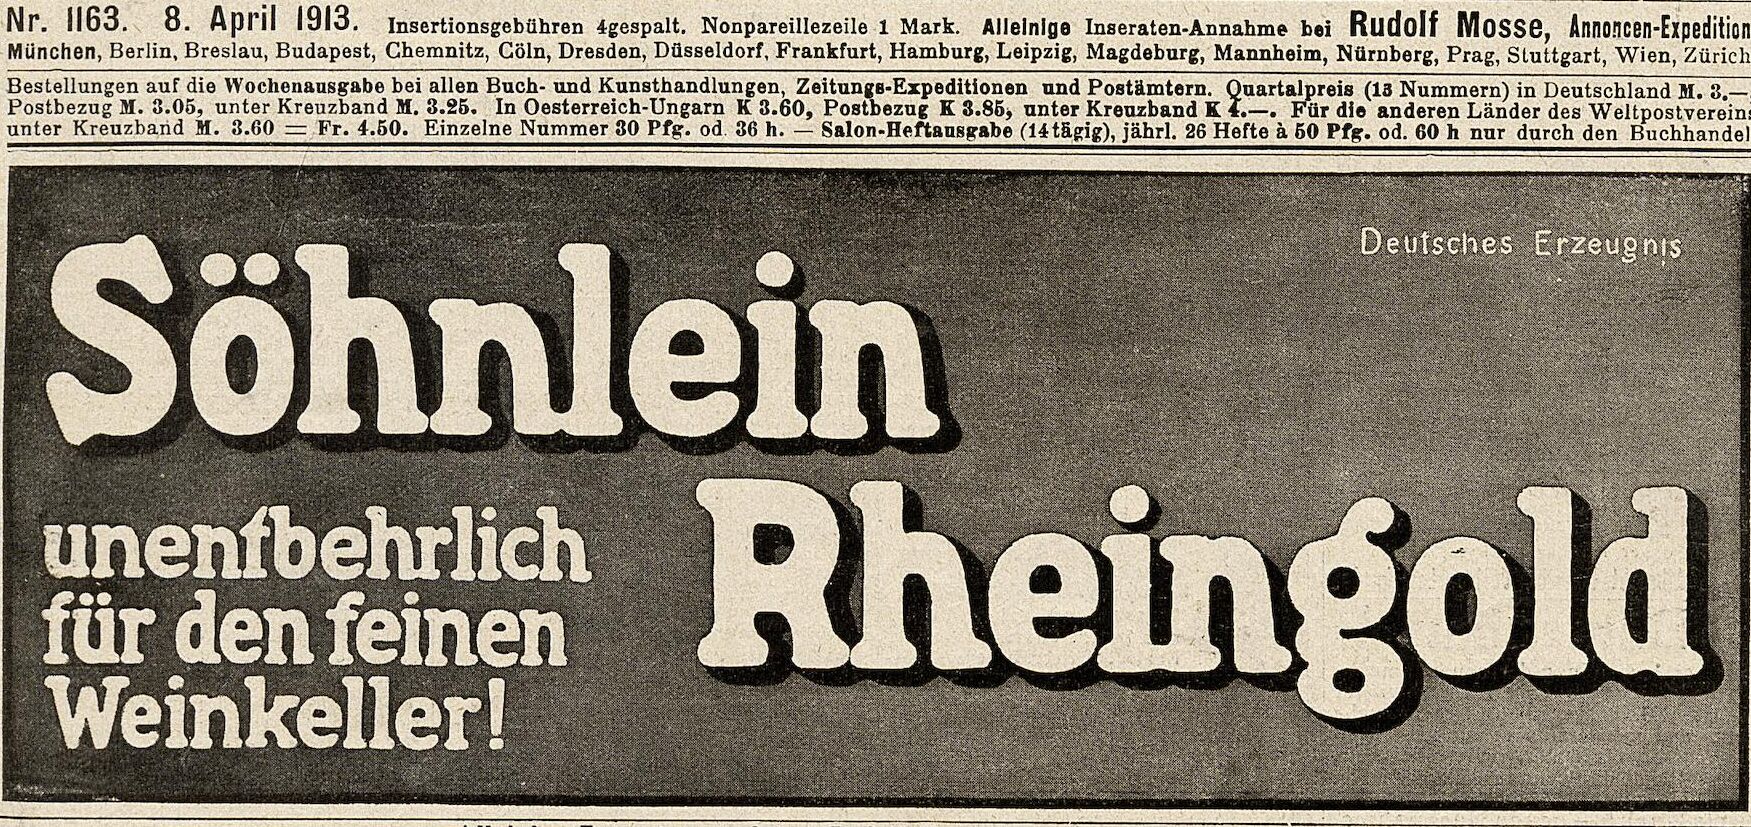 Nr. 1163. 8. April 1913. Insertionsgebühren 4gespalt. Nonpareillezeile 1 Mark. Alleinige Inseraten-Annahme bei Rudolf Mosse, Annoncen-Expedition
München, Berlin, Breslau, Budapest, Chemnitz, Cöln, Dresden, Düsseldorf, Frankfurt, Hamburg, Leipzig, Magdeburg, Mannheim, Nürnberg, Prag, Stuttgart, Wien, Zürich
Bestellungen auf die Wochenausgabe bei allen Buch- und Kunsthandlungen, Zeitungs-Expeditionen und Postämtern. Quartalpreis (13 Nummern) in Deutschland M. 3.—,
Postbezug M. 3.05, unter Kreuzband M. 3.25. In Oesterreich-Ungarn K 3.60, Postbezug K 3.85, unter Kreuzband K 4.—. Für die anderen Länder des Weltpostvereins
unter Kreuzband M. 3.60 = Fr. 4.50. Einzelne Nummer 30 Pfg. od. 36 h. — Salon-Heftausgabe (14tägig), jährl. 26 Hefte à 50 Pfg. od. 60 h nur durch den Buchhandel
Deutsches Erzeugnis
Söhnlein
Rheingold
unentbehrlich
für den feinen
Weinkeller!